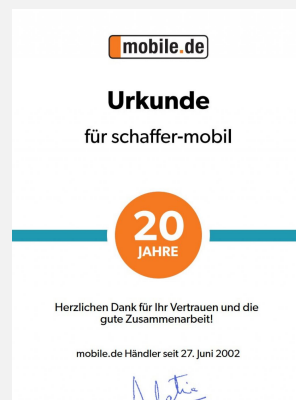 mobile.de
Urkunde
für schaffer-mobil
20
JAHRE
Herzlichen Dank für Ihr Vertrauen und die
gute Zusammenarbeit!
mobile.de Händler seit 27. Juni 2002